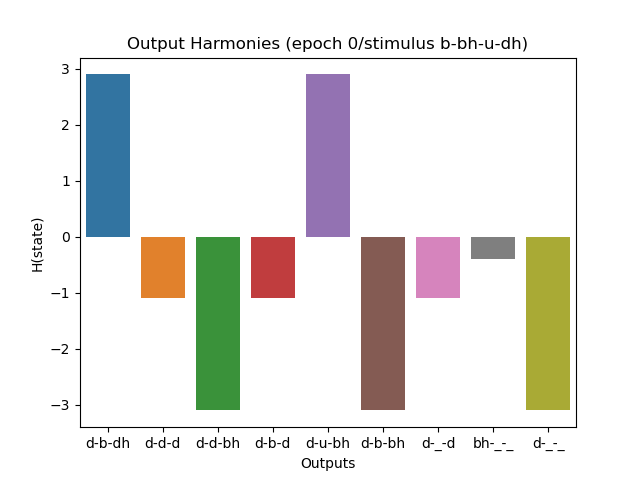 Output Harmonies (epoch 0/stimulus b-bh-u-dh)
3
2
1
0
−1
−2
−3
H(state)
d-b-dh d-d-d d-d-bh d-b-d d-u-bh d-b-bh d-_-d bh-_-_ d-_-_
Outputs